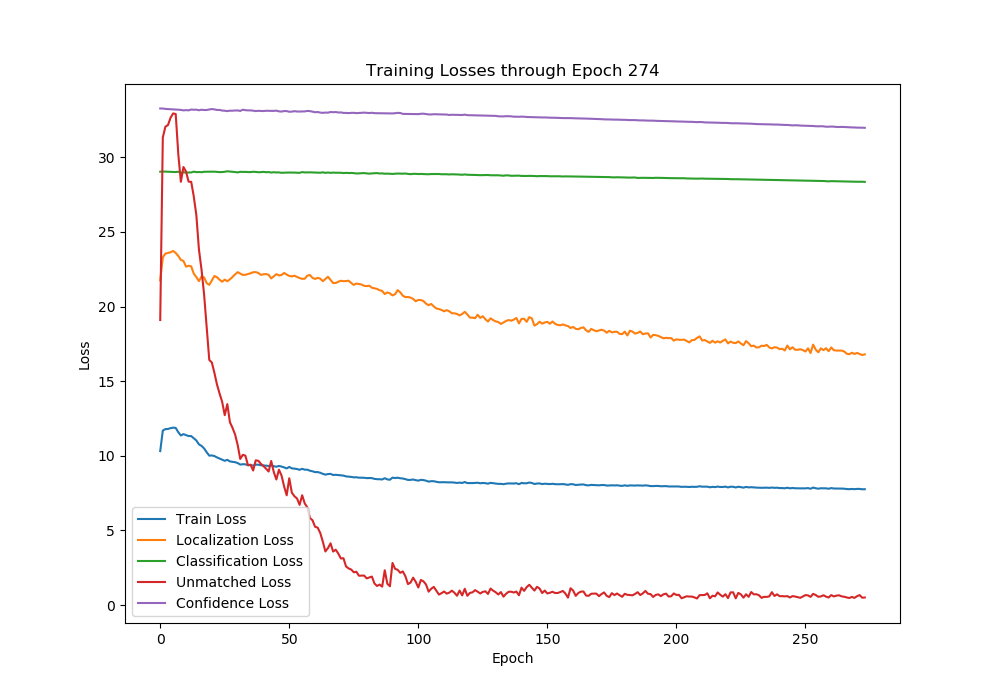 Training Losses through Epoch 274
Loss
30
25
20
15
10
5
0
Train Loss
Localization Loss
Classification Loss
Unmatched Loss
Confidence Loss
0 50 100 150 200 250
Epoch